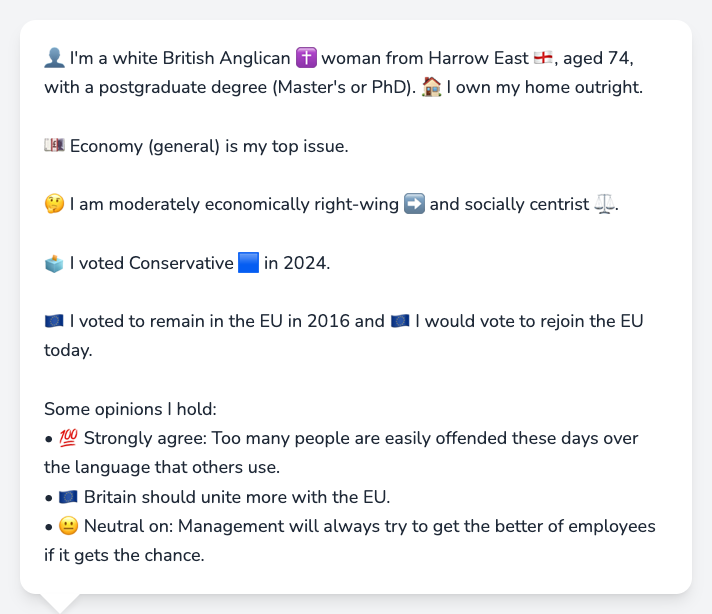 👤 I'm a white British Anglican ✝️ woman from Harrow East 🏴󠁧󠁢󠁥󠁮󠁧󠁿, aged 74,
with a postgraduate degree (Master's or PhD). 🏠 I own my home outright.
💷 Economy (general) is my top issue.
🤔 I am moderately economically right-wing ➡️ and socially centrist ⚖️.
🗳️ I voted Conservative 🟦 in 2024.
🇪🇺 I voted to remain in the EU in 2016 and 🇪🇺 I would vote to rejoin the EU
today.
Some opinions I hold:
• 💯 Strongly agree: Too many people are easily offended these days over
the language that others use.
• 🇪🇺 Britain should unite more with the EU.
• 😐 Neutral on: Management will always try to get the better of employees
if it gets the chance.